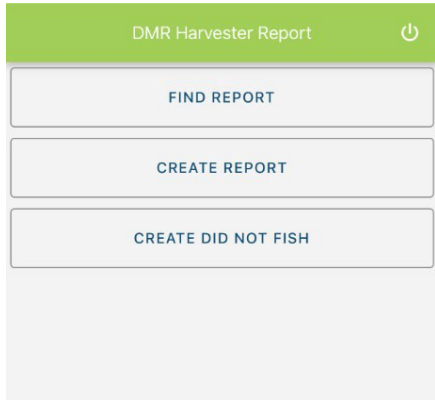 DMR Harvester Report
FIND REPORT
CREATE REPORT
CREATE DID NOT FISH